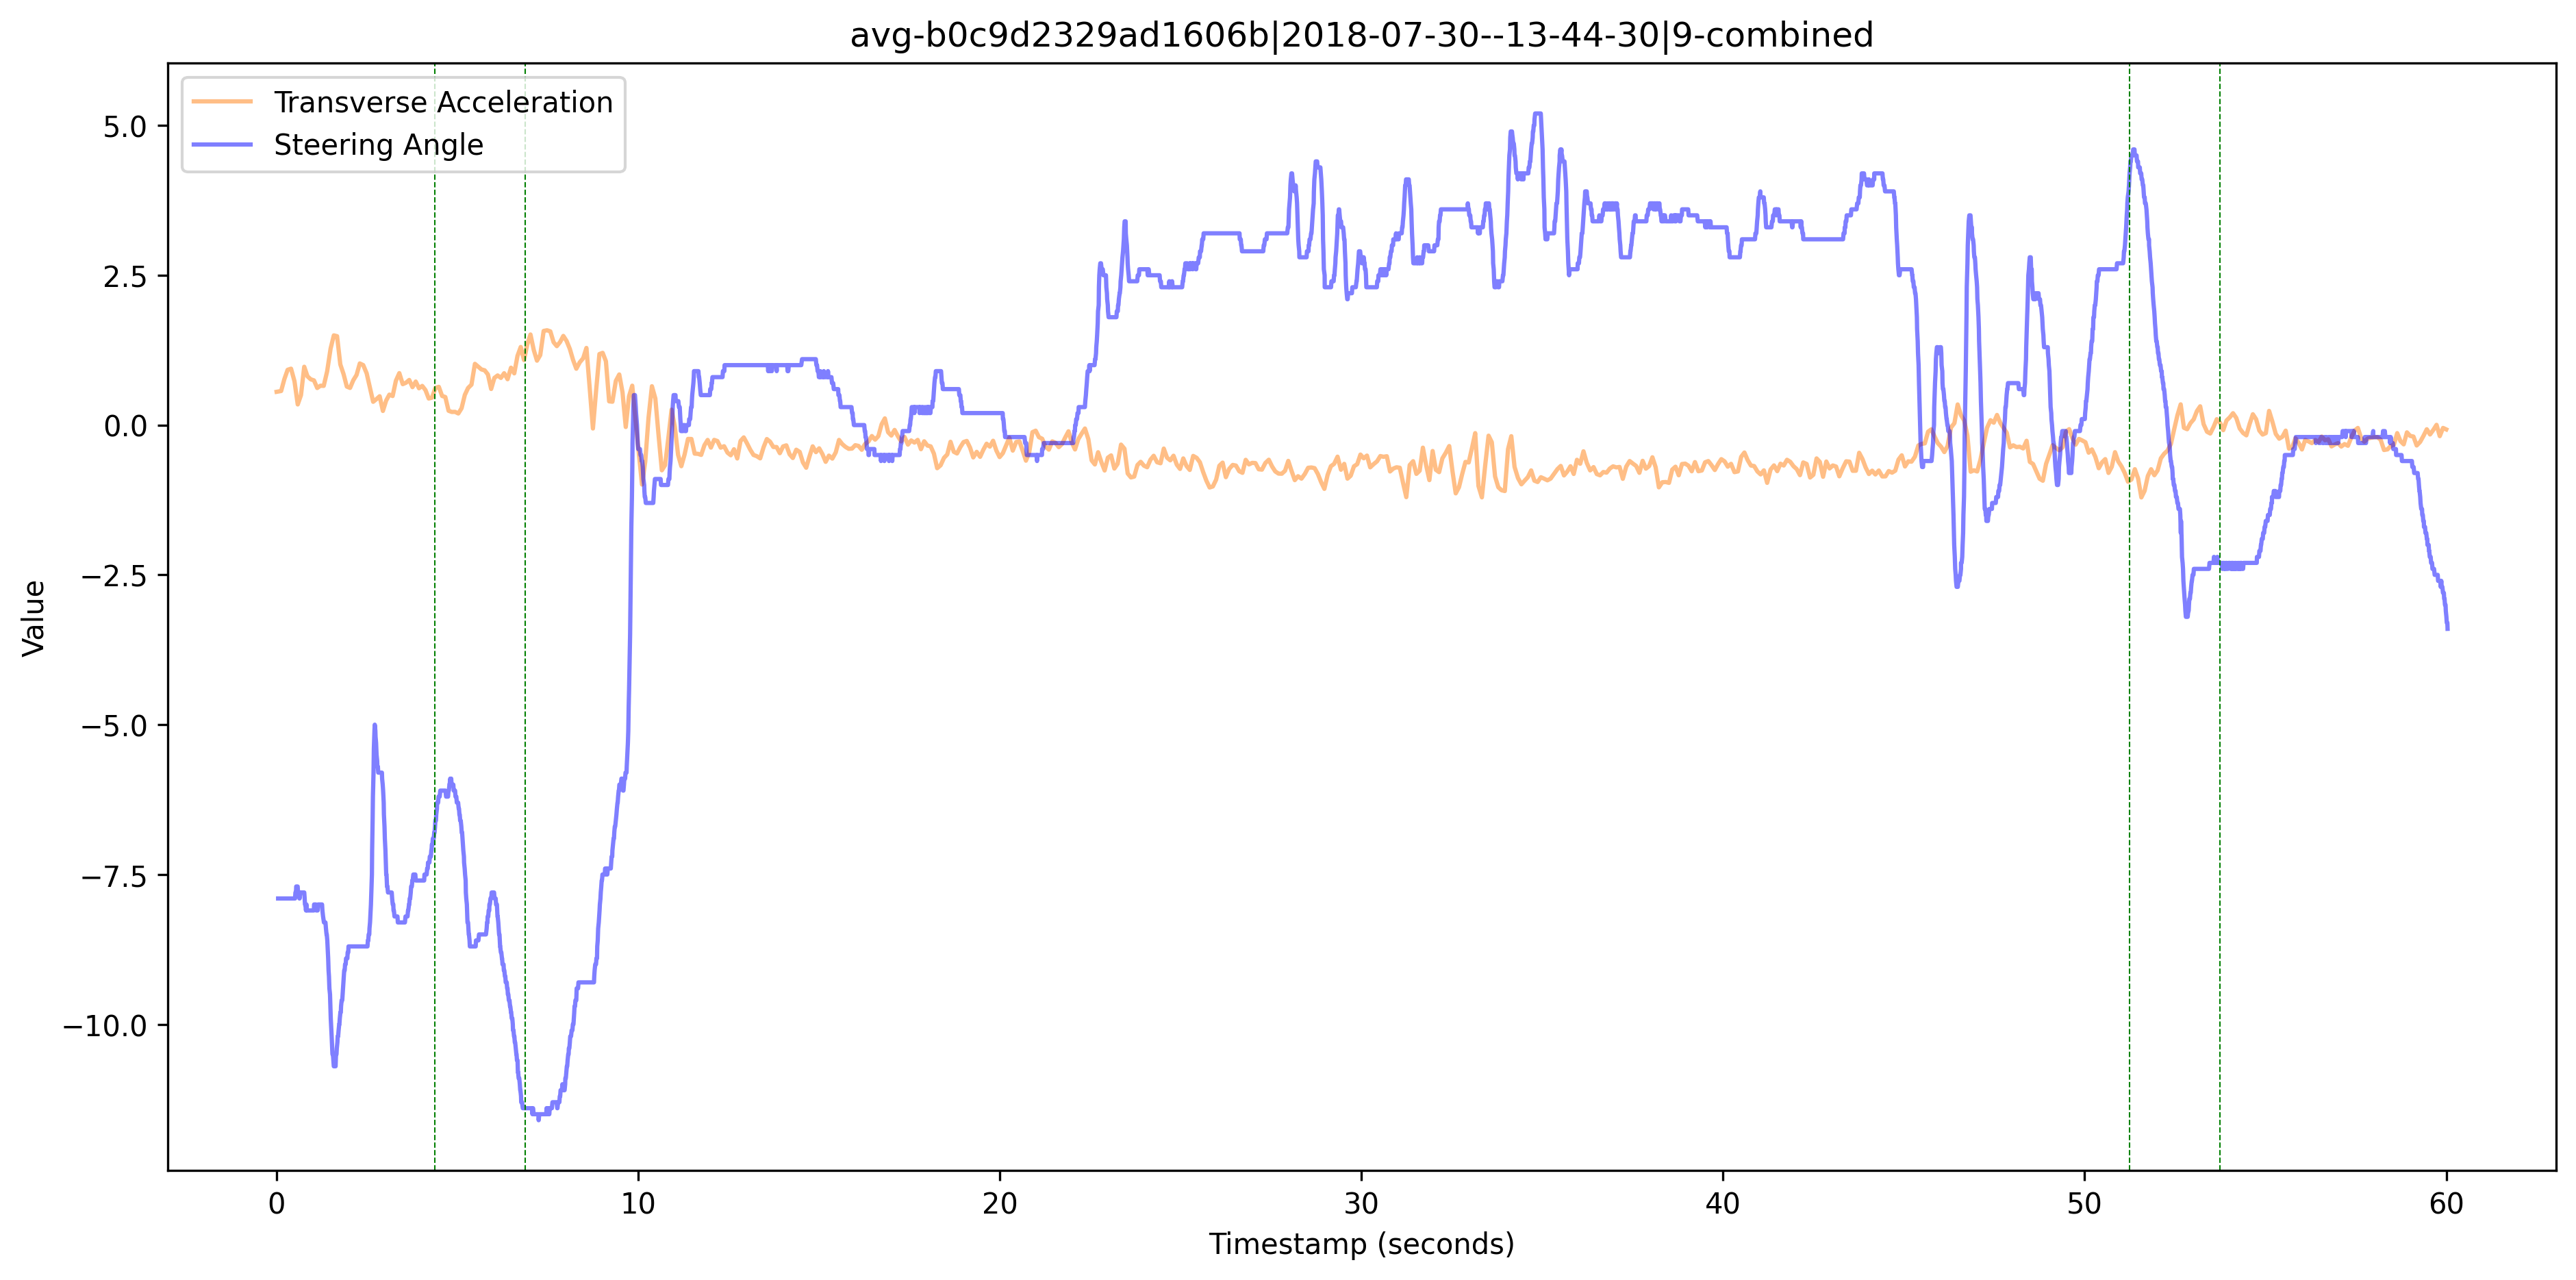 avg-b0c9d2329ad1606b|2018-07-30--13-44-30|9-combined
Transverse Acceleration
Steering Angle
5.0
2.5
0.0
−2.5
−5.0
−7.5
−10.0
Value
0 10 20 30 40 50 60
Timestamp (seconds)